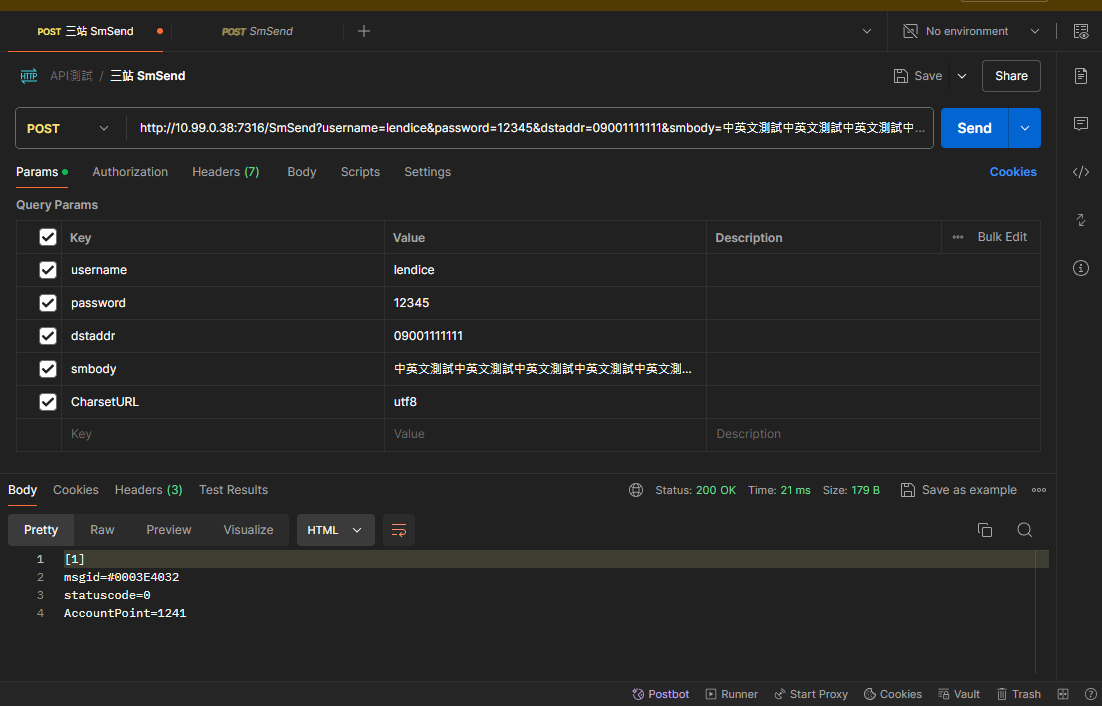 POST 三站 SmSend
POST SmSend
No environment
HTTP API測試 / 三站 SmSend
Save
Share
POST
http://10.99.0.38:7316/SmSend?username=lendice&password=12345&dstaddr=09001111111&smbody=中英文測試中英文測試中英文測試中...
Send
Params
Authorization
Headers (7)
Body
Scripts
Settings
Cookies
Query Params
Key Value Description ••• Bulk Edit
username lendice
password 12345
dstaddr 09001111111
smbody 中英文測試中英文測試中英文測試中英文測試中英文測...
CharsetURL utf8
Key Value Description
Body Cookies Headers (3) Test Results
Status: 200 OK Time: 21 ms Size: 179 B Save as example
Pretty Raw Preview Visualize HTML
1 [1]
2 msgid=#0003E4032
3 statuscode=0
4 AccountPoint=1241
Postbot Runner Start Proxy Cookies Vault Trash